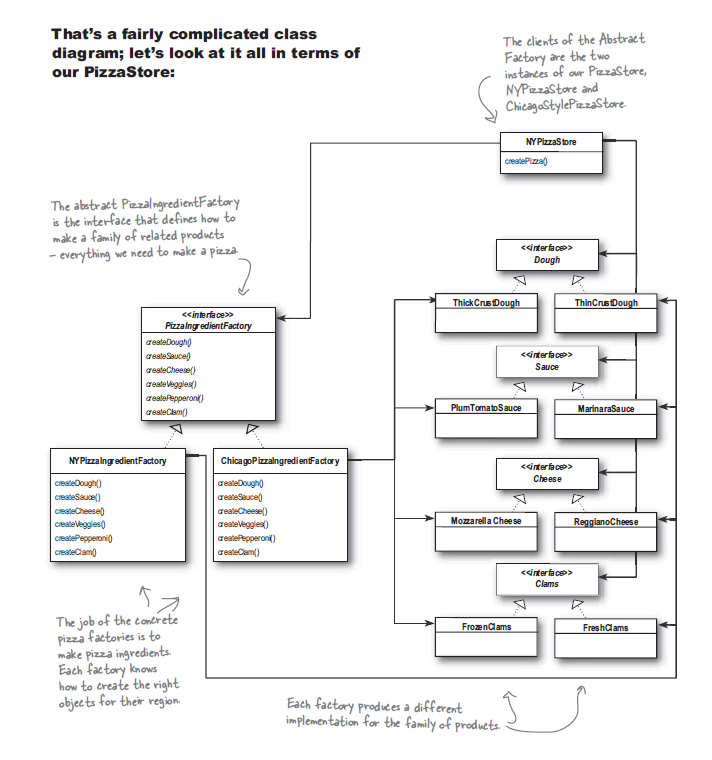 That's a fairly complicated class
diagram; let's look at it all in terms of
our PizzaStore:
The clients of the Abstract
Factory are the two
instances of our PizzaStore,
NYPizzaStore and
ChicagoStylePizzaStore.
NYPizzaStore
createPizza()
The abstract PizzaIngredientFactory
is the interface that defines how to
make a family of related products
– everything we need to make a pizza.
<<interface>>
PizzaIngredientFactory
createDough()
createSauce()
createCheese()
createVeggies()
createPepperoni()
createClam()
NYPizzaIngredientFactory
createDough()
createSauce()
createCheese()
createVeggies()
createPepperoni()
createClam()
ChicagoPizzaIngredientFactory
createDough()
createSauce()
createCheese()
createVeggies()
createPepperoni()
createClam()
<<interface>>
Dough
ThickCrustDough
ThinCrustDough
<<interface>>
Sauce
PlumTomatoSauce
MarinaraSauce
<<interface>>
Cheese
Mozzarella Cheese
ReggianoCheese
<<interface>>
Clams
FrozenClams
FreshClams
The job of the concrete
pizza factories is to
make pizza ingredients.
Each factory knows
how to create the right
objects for their region.
Each factory produces a different
implementation for the family of products.